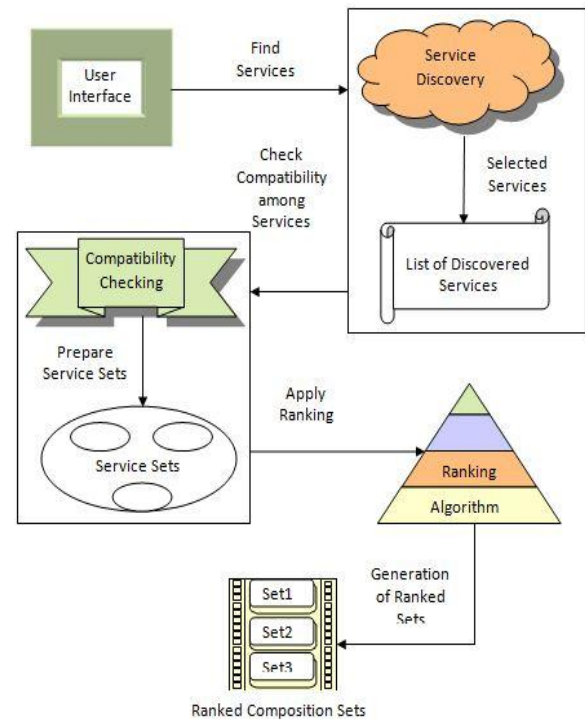 User
Interface
Find
Services
Service
Discovery
Selected
Services
List of Discovered
Services
Check
Compatibility
among
Services
Compatibility
Checking
Prepare
Service Sets
Service Sets
Apply
Ranking
Ranking
Algorithm
Generation
of Ranked
Sets
Set1
Set2
Set3
Ranked Composition Sets